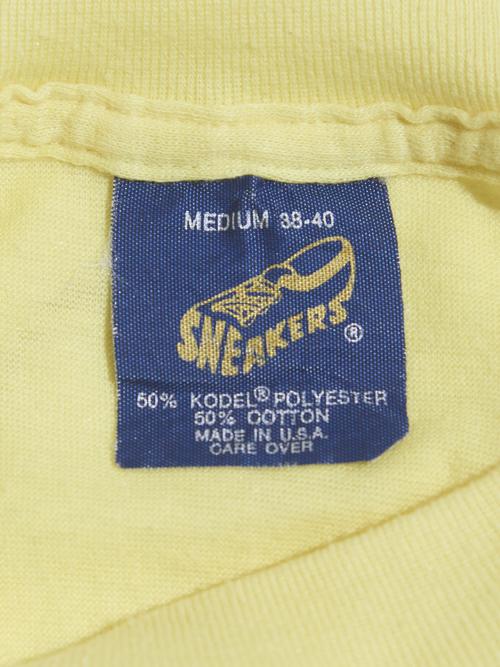 MEDIUM 38-40
SNEAKERS®
50% KODEL® POLYESTER
50% COTTON
MADE IN U.S.A.
CARE OVER